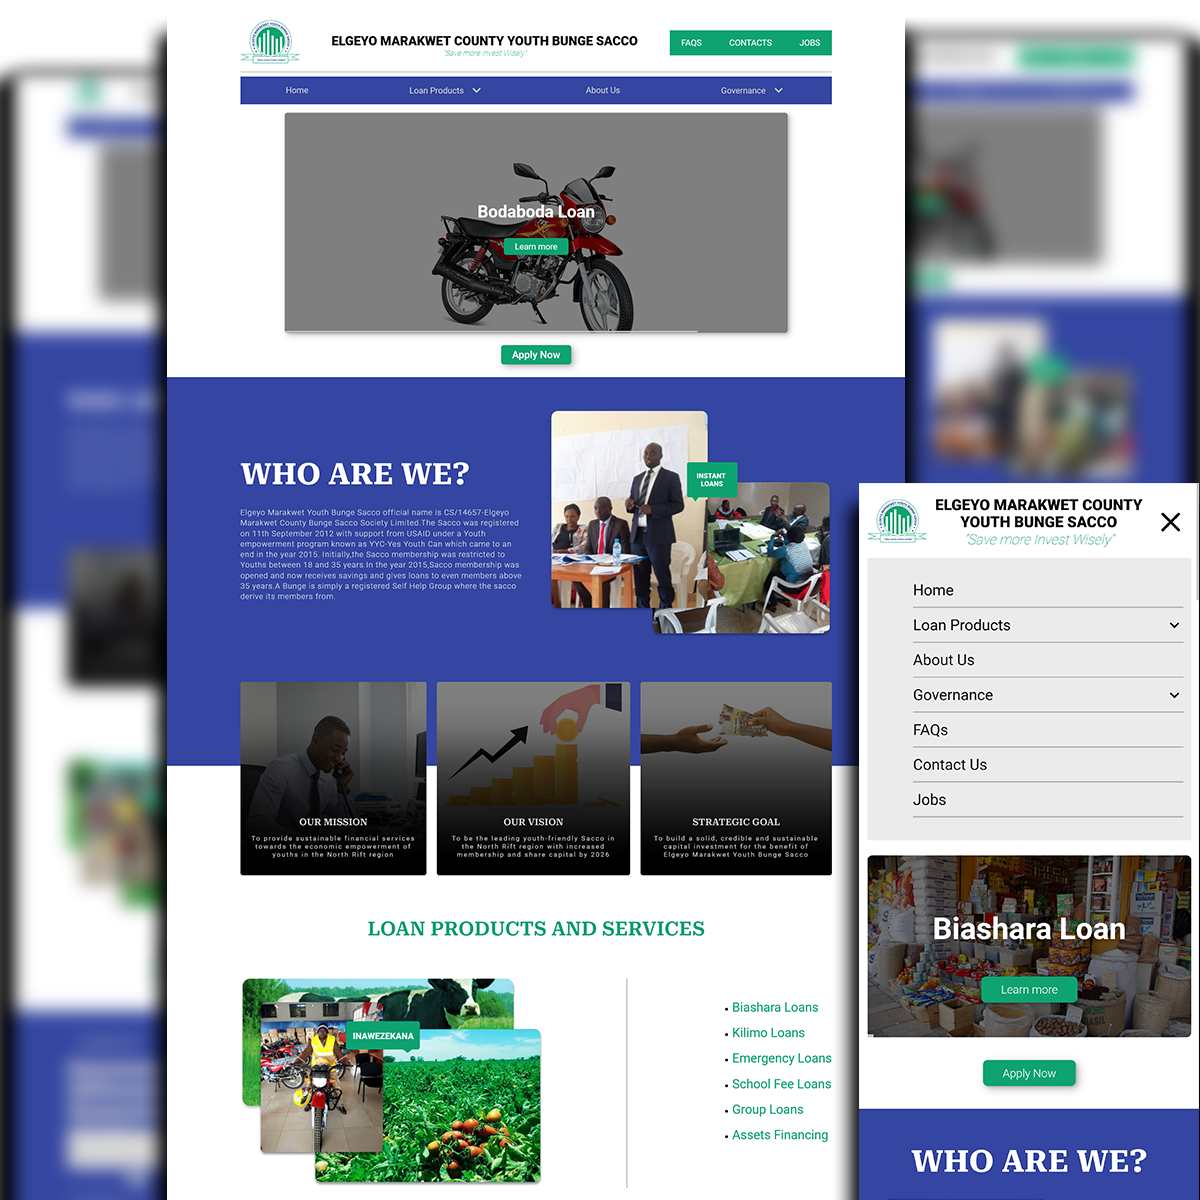 ELGEYO MARAKWET COUNTY YOUTH BUNGE SACCO
"Save more Invest Wisely"
FAQS
CONTACTS
JOBS
Home
Loan Products
About Us
Governance
Bodaboda Loan
Learn more
Apply Now
WHO ARE WE?
Elgeyo Marakwet Youth Bunge Sacco official name is CS/14657-Elgeyo
Marakwet County Bunge Sacco Society Limited.The Sacco was registered
on 11th September 2012 with support from USAID under a Youth
empowerment program known as YYC-Yes Youth Can which came to an
end in the year 2015. Initially,the Sacco membership was restricted to
Youths between 18 and 35 years.In the year 2015,Sacco membership was
opened and now receives savings and gives loans to even members above
35 years.A Bunge is simply a registered Self Help Group where the sacco
derive its members from.
INSTANT
LOANS
OUR MISSION
To provide sustainable financial services
towards the economic empowerment of
youths in the North Rift region
OUR VISION
To be the leading youth-friendly Sacco in
the North Rift region with increased
membership and share capital by 2026
STRATEGIC GOAL
To build a solid, credible and sustainable
capital investment for the benefit of
Elgeyo Marakwet Youth Bunge Sacco
LOAN PRODUCTS AND SERVICES
INAWEZEKANA
Biashara Loans
Kilimo Loans
Emergency Loans
School Fee Loans
Group Loans
Assets Financing
ELGEYO MARAKWET COUNTY
YOUTH BUNGE SACCO
"Save more Invest Wisely"
Home
Loan Products
About Us
Governance
FAQs
Contact Us
Jobs
Biashara Loan
Learn more
Apply Now
WHO ARE WE?